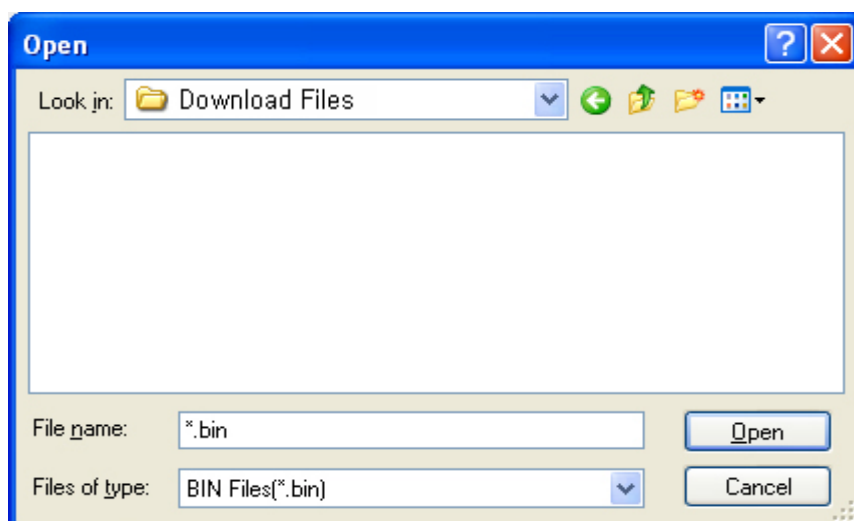 Open
Look in: Download Files
File name: *.bin Open
Files of type: BIN Files(*.bin) Cancel